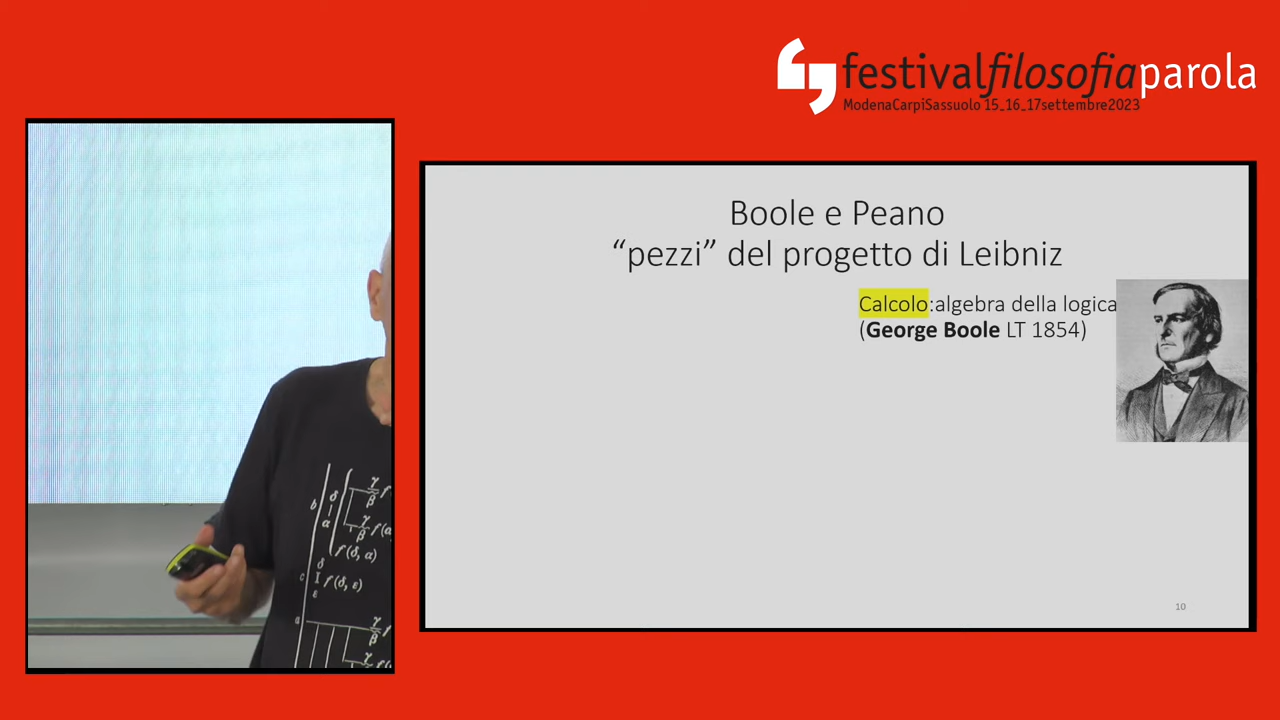 festivalfilosofiaparola
ModenaCarpiSassuolo 15_16_17settembre2023
Boole e Peano
“pezzi” del progetto di Leibniz
Calcolo:algebra della logica
(George Boole LT 1854)
10
b
δ
α
γ
β
f
γ
β
f(α
f(δ, α)
c
δ
ε
f(δ, ε)
a
γ
β
f
γ